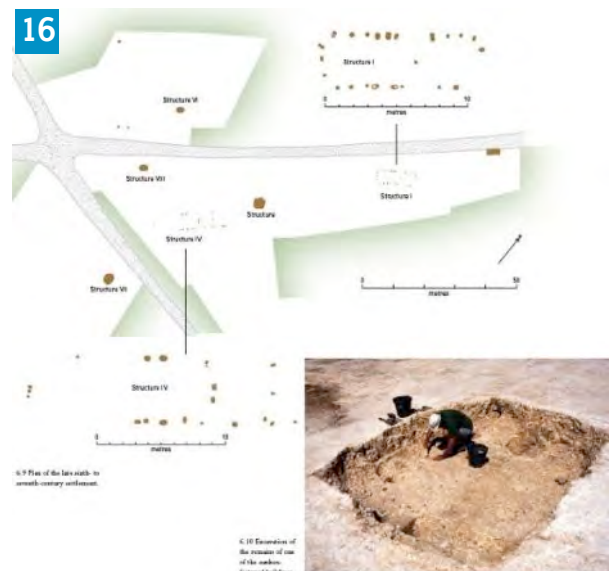 16
Structure I
0
10
metres
Structure VI
Structure VIII
Structure I
Structure
Structure IV
Structure VII
0
50
metres
Structure IV
0
10
metres
6.9 Plan of the late sixth- to
seventh-century settlement.
6.10 Excavation of
the remains of one
of the sunken-